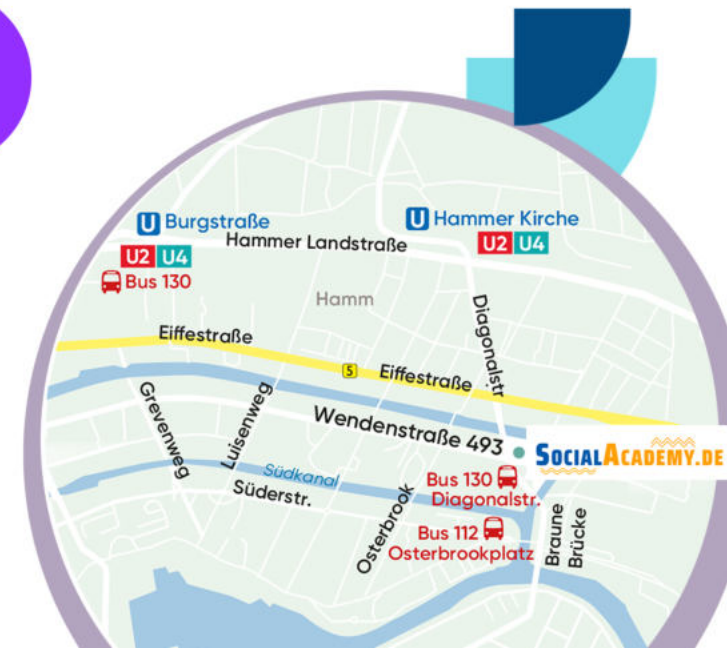 U Burgstraße
U2 U4
Bus 130
U Hammer Kirche
U2 U4
Hammer Landstraße
Hamm
Diagonalstr
Eiffestraße
5
Eiffestraße
Grevenweg
Luisenweg
Wendenstraße 493
SOCIALACADEMY.DE
Südkanal
Süderstr.
Bus 130
Diagonalstr.
Osterbrook
Bus 112
Osterbrookplatz
Braune
Brücke